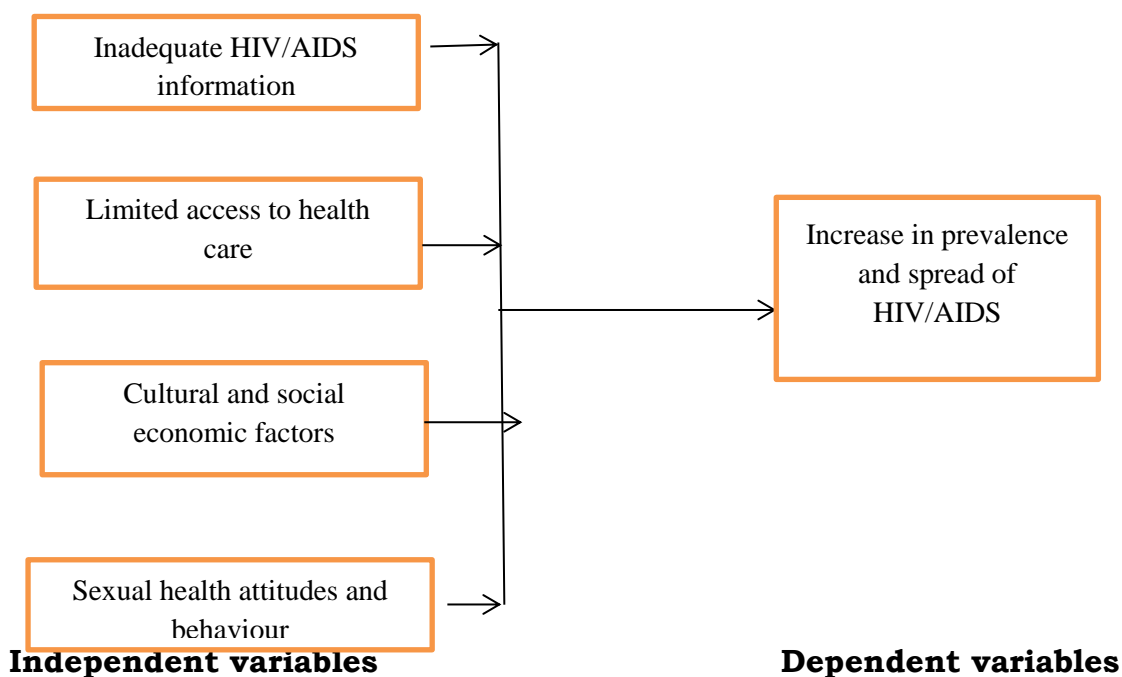 Inadequate HIV/AIDS
information
Limited access to health
care
Increase in prevalence
and spread of
HIV/AIDS
Cultural and social
economic factors
Sexual health attitudes and
behaviour
Independent variables
Dependent variables